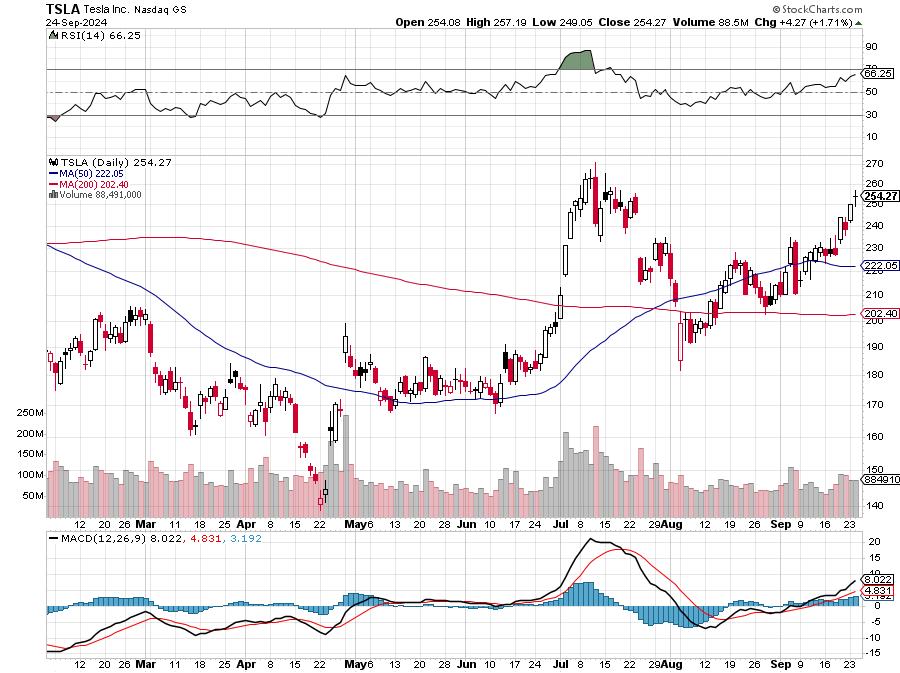 TSLA Tesla Inc. Nasdaq GS © StockCharts.com
24-Sep-2024 Open 254.08 High 257.19 Low 249.05 Close 254.27 Volume 88.5M Chg +4.27 (+1.71%)
RSI(14) 66.25
90
70
66.25
50
30
10
TSLA (Daily) 254.27
MA(50) 222.05
MA(200) 202.40
Volume 88,491,000
270
260
254.27
250
240
230
222.05
220
210
202.40
200
190
180
170
160
150
140
250M
200M
150M
100M
50M
884910
12 20 26 Mar 11 18 25 Apr 8 15 22 May 6 13 20 28 Jun 10 17 24 Jul 8 15 22 29 Aug 12 19 26 Sep 9 16 23
MACD(12,26,9) 8.022, 4.831, 3.192
20
15
10
8.022
4.831
3.192
0
-5
-10
-15
12 20 26 Mar 11 18 25 Apr 8 15 22 May 6 13 20 28 Jun 10 17 24 Jul 8 15 22 29 Aug 12 19 26 Sep 9 16 23